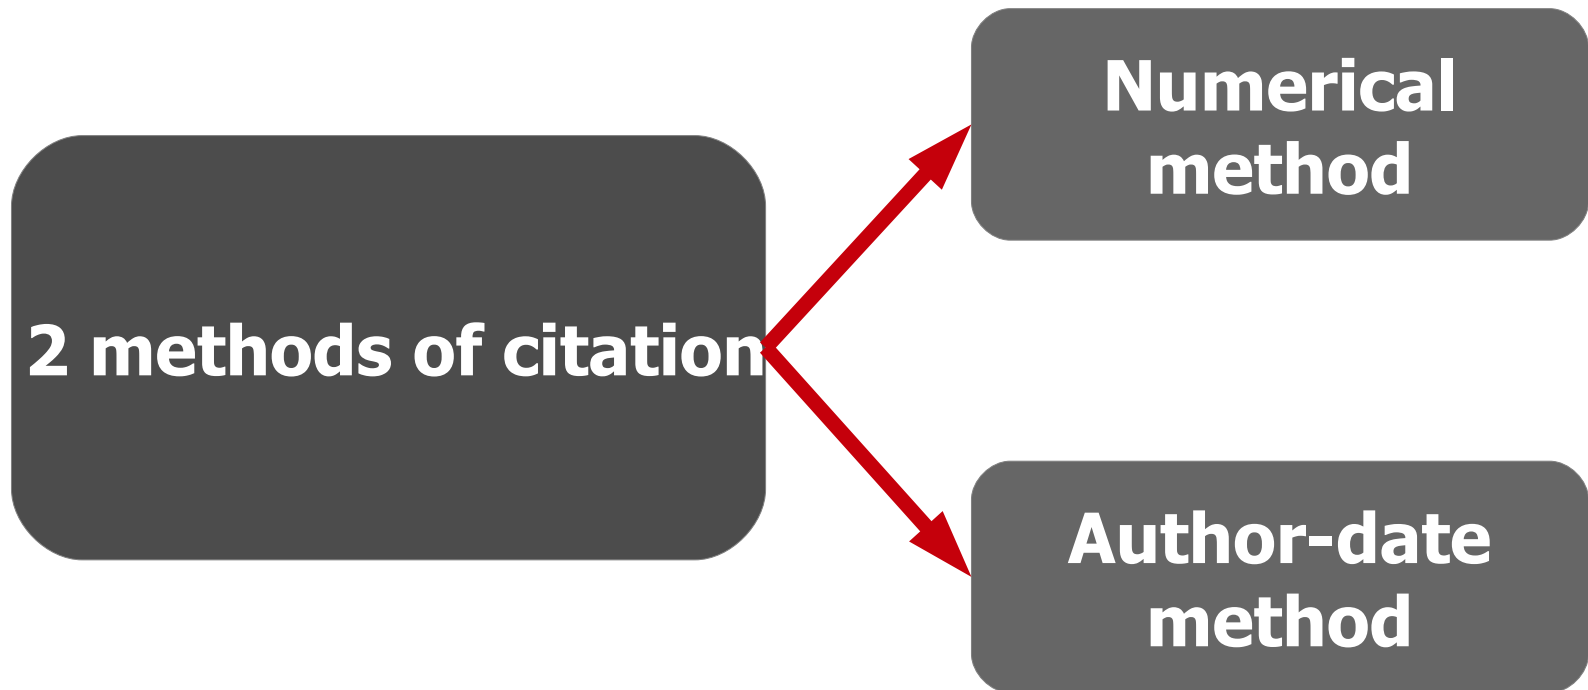 2 methods of citation
Numerical
method
Author-date
method